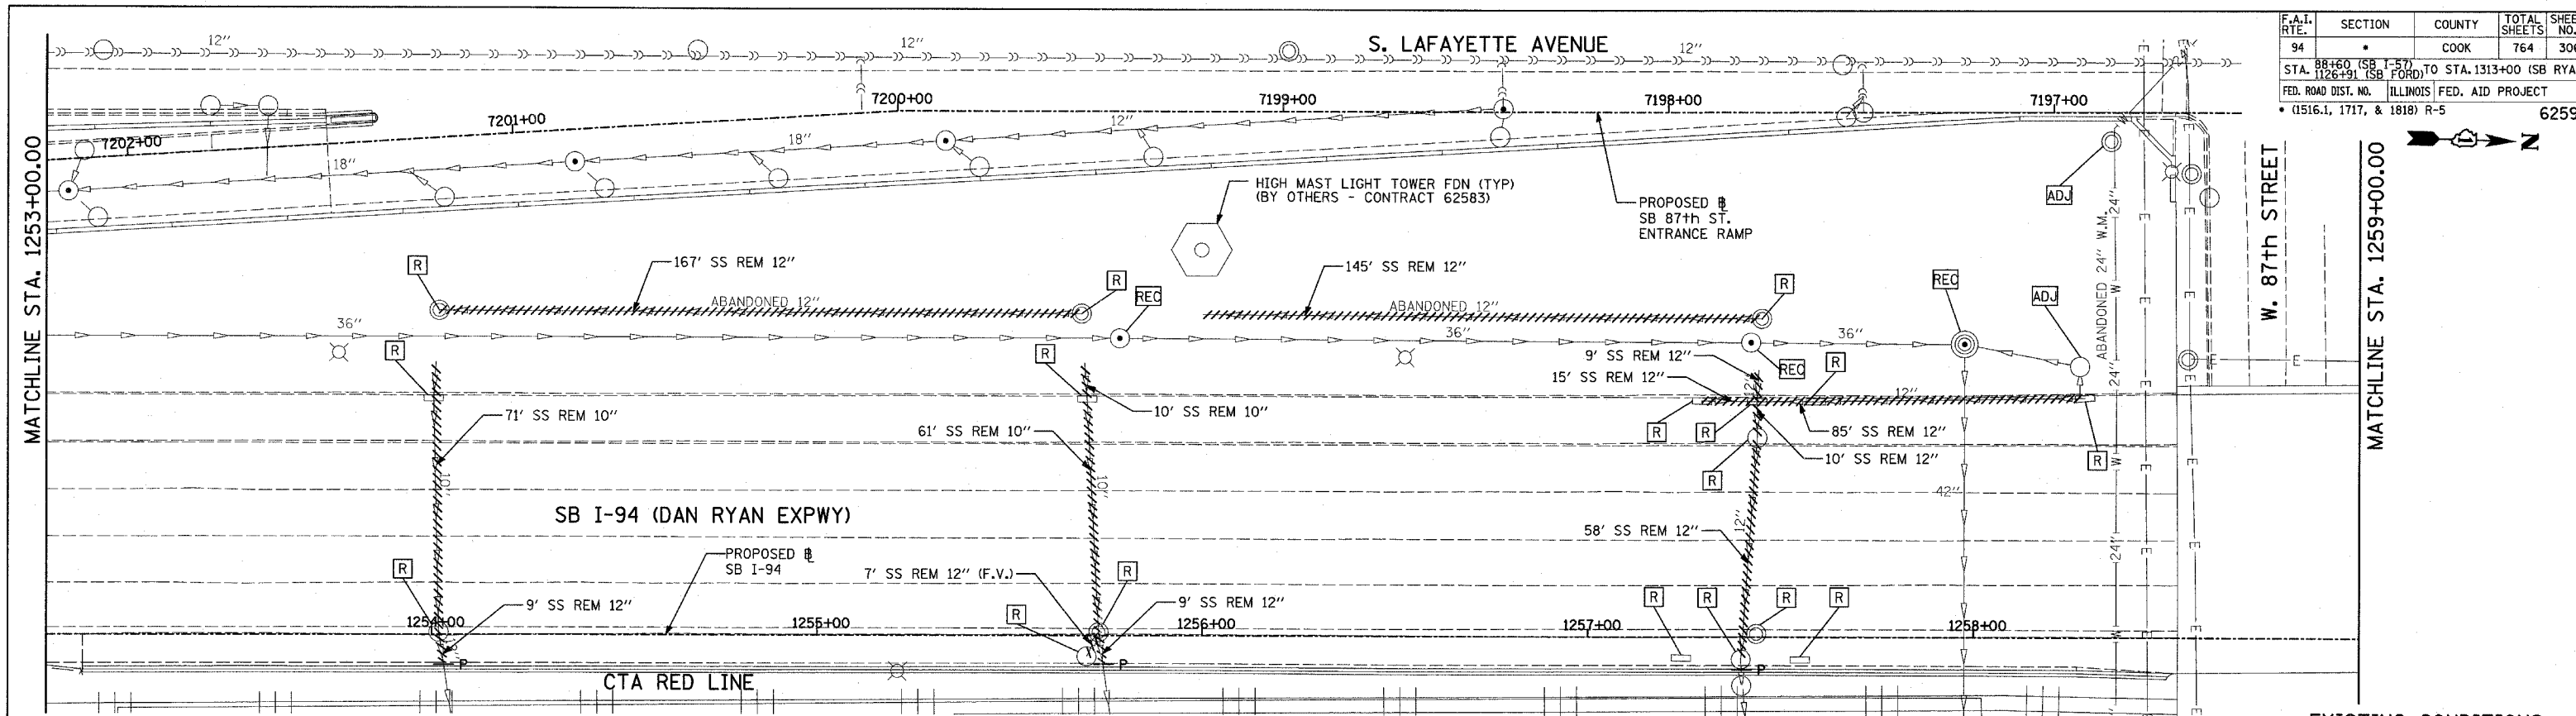 F.A.I. RTE. SECTION COUNTY TOTAL SHEETS
94 * COOK 764
STA. 88+60 (SB I-57) 1126+91 (SB FORD) TO STA. 1313+00 (SB RYA
FED. ROAD DIST. NO. ILLINOIS FED. AID PROJECT
* (1516.1, 1717, & 1818) R-5
6259
N
12"
12"
S. LAFAYETTE AVENUE
12"
7202+00
7201+00
7200+00
7199+00
7198+00
7197+00
18"
18"
12"
MATCHLINE STA. 1253+00.00
MATCHLINE STA. 1259+00.00
W. 87th STREET
HIGH MAST LIGHT TOWER FDN (TYP)
(BY OTHERS - CONTRACT 62583)
PROPOSED ℄
SB 87th ST.
ENTRANCE RAMP
ADJ
ABANDONED 24" W.M.
24"
W
E
R
167' SS REM 12"
ABANDONED 12"
R
REC
145' SS REM 12"
ABANDONED 12"
R
REC
ADJ
36"
36"
36"
R
R
9' SS REM 12"
15' SS REM 12"
R
REC
12"
12"
24"
E
E
71' SS REM 10"
10' SS REM 10"
61' SS REM 10"
R
R
85' SS REM 12"
10' SS REM 12"
R
R
10"
10"
42"
SB I-94 (DAN RYAN EXPWY)
58' SS REM 12"
12"
24"
PROPOSED ℄
SB I-94
R
7' SS REM 12" (F.V.)
R
9' SS REM 12"
R
9' SS REM 12"
R
R
R
R
1254+00
1255+00
1256+00
1257+00
1258+00
P
P
P
CTA RED LINE
EXISTING CONDITIONS